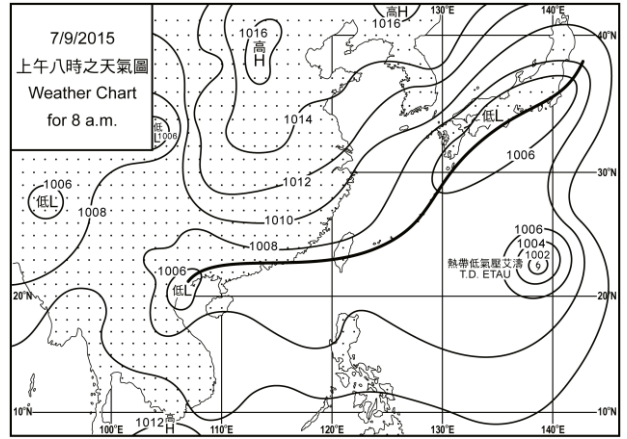 7/9/2015
上午八時之天氣圖
Weather Chart
for 8 a.m.
130°E
140°E
高H
1016
1016
高
H
40°N
40°N
低
L
1006
1014
低L
1006
1012
30°N
1006
低L
1008
1010
1008
1006
1004
1002
熱帶低氣壓艾濤
T.D. ETAU
1006
低L
20°N
20°N
10°N
10°N
1012
高
H
100°E
110°E
120°E
130°E
140°E